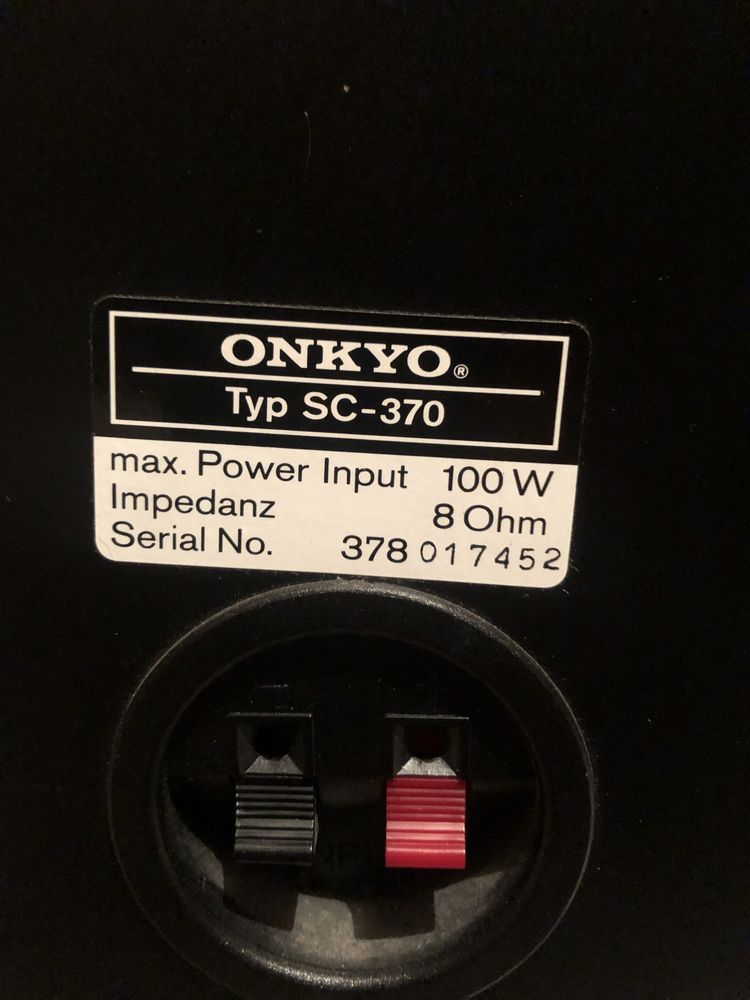 ONKYO®
Typ SC-370
max. Power Input 100 W
Impedanz 8 Ohm
Serial No. 378 017452